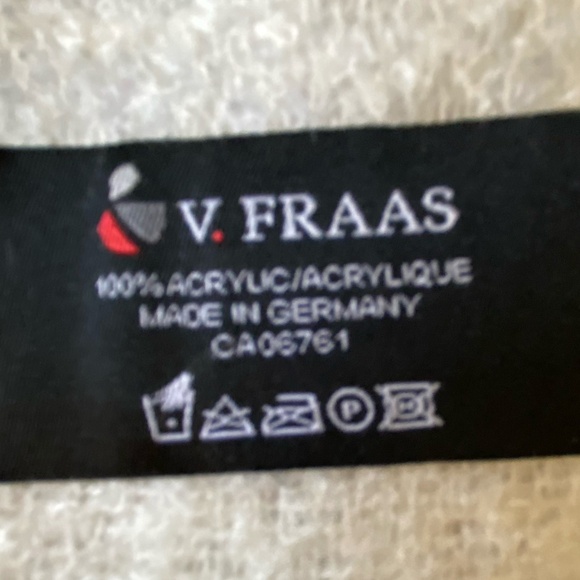 V. FRAAS
100% ACRYLIC/ACRYLIQUE
MADE IN GERMANY
CA06761
P